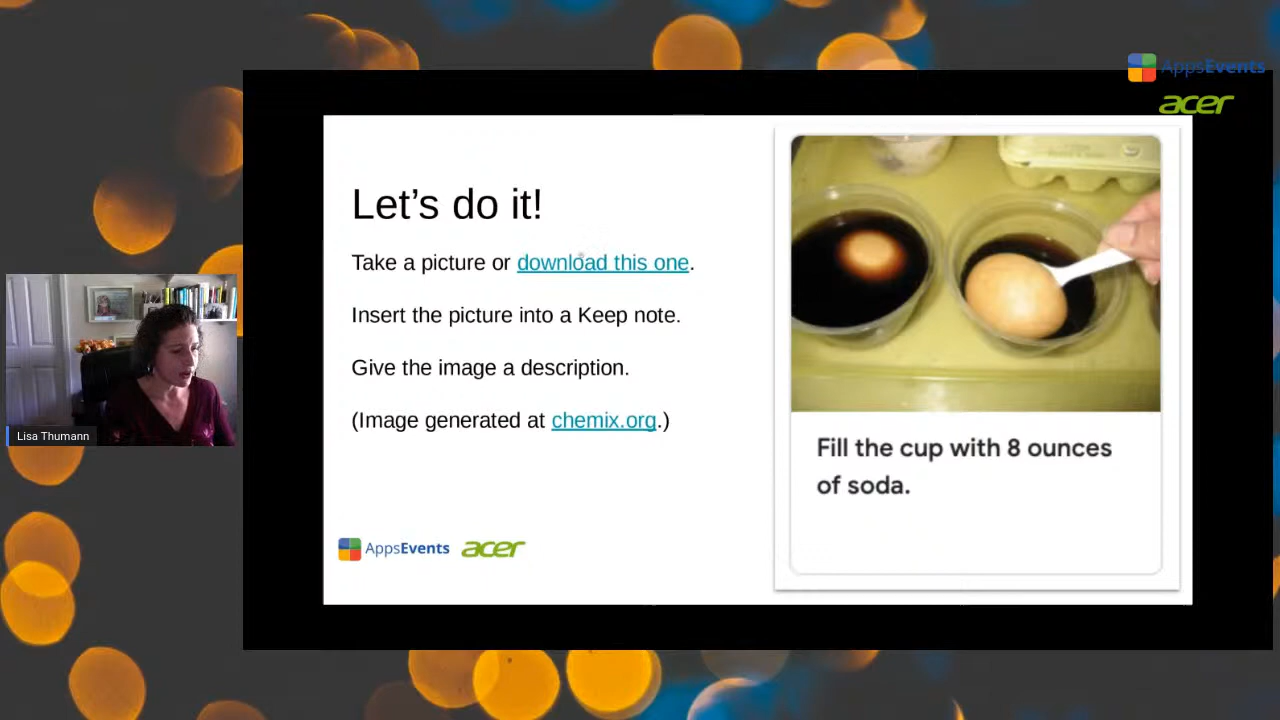 AppsEvents
acer
Let's do it!
Take a picture or download this one.
Insert the picture into a Keep note.
Give the image a description.
(Image generated at chemix.org.)
AppsEvents acer
Fill the cup with 8 ounces
of soda.
Lisa Thumann